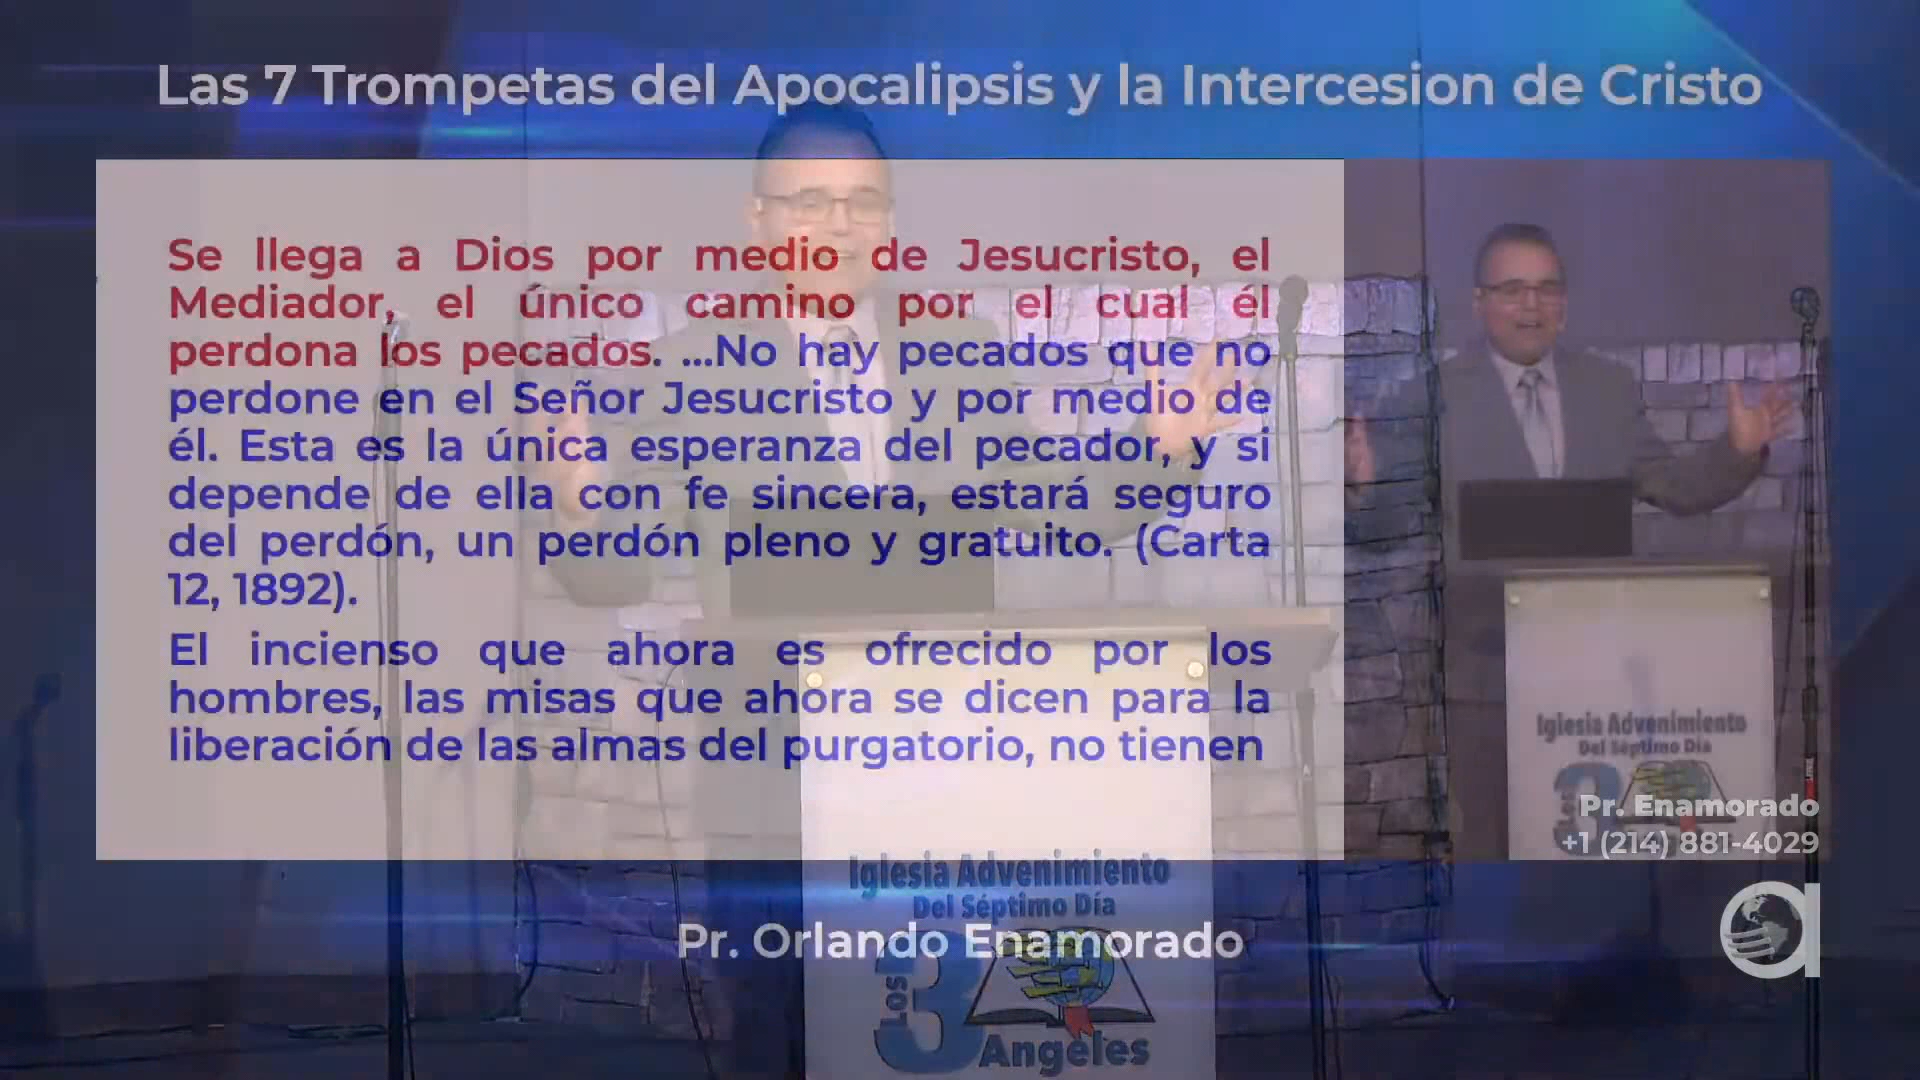 Las 7 Trompetas del Apocalipsis y la Intercesion de Cristo
Se llega a Dios por medio de Jesucristo, el
Mediador, el único camino por el cual él
perdona los pecados. ...No hay pecados que no
perdone en el Señor Jesucristo y por medio de
él. Esta es la única esperanza del pecador, y si
depende de ella con fe sincera, estará seguro
del perdón, un perdón pleno y gratuito. (Carta
12, 1892).
El incienso que ahora es ofrecido por los
hombres, las misas que ahora se dicen para la
liberación de las almas del purgatorio, no tienen
Iglesia Advenimiento
Del Séptimo Día
Los 3
Pr. Enamorado
+1 (214) 881-4029
Iglesia Advenimiento
Del Séptimo Día
Pr. Orlando Enamorado
Los 3
Angeles